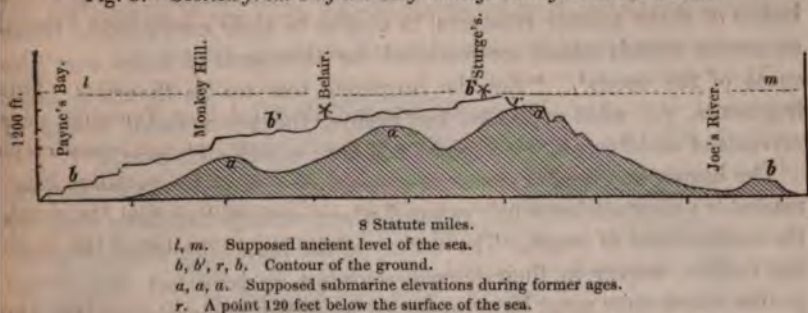 Fig.
l
m
1200 ft.
Payne's Bay.
Monkey Hill.
Belair.
Sturge's.
Joe's River.
b
b'
b'
r
a
a
a
b
8 Statute miles.
l, m. Supposed ancient level of the sea.
b, b', r, b. Contour of the ground.
a, a, a. Supposed submarine elevations during former ages.
r. A point 120 feet below the surface of the sea.